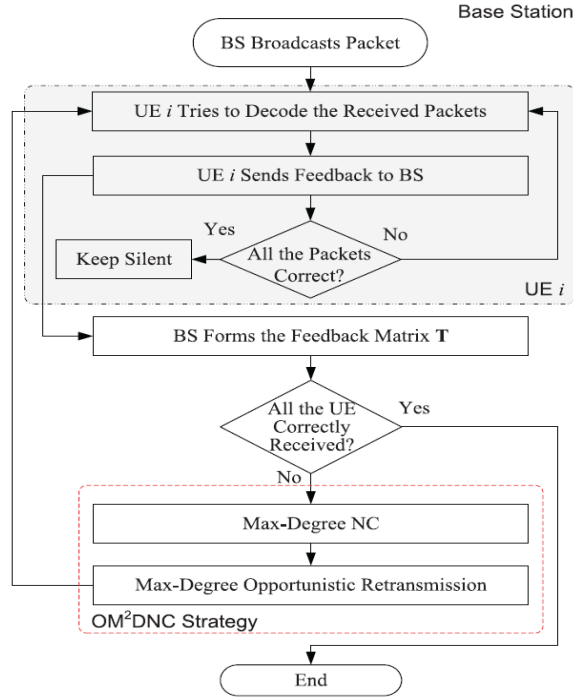 Base Station
BS Broadcasts Packet
UE i Tries to Decode the Received Packets
UE i Sends Feedback to BS
Yes
No
All the Packets
Correct?
Keep Silent
UE i
BS Forms the Feedback Matrix T
All the UE
Correctly
Received?
Yes
No
Max-Degree NC
Max-Degree Opportunistic Retransmission
OM²DNC Strategy
End